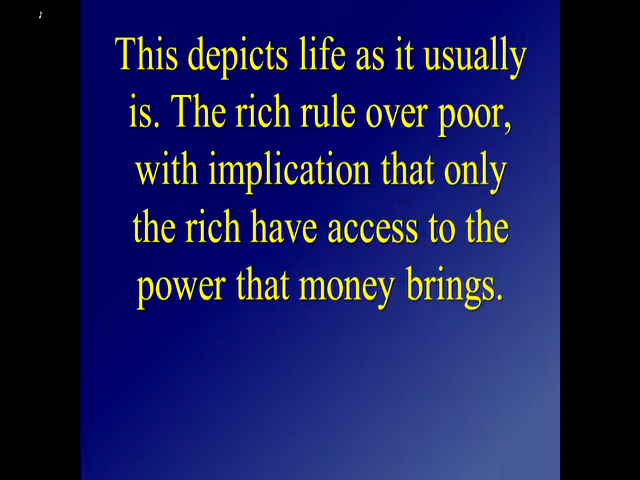 This depicts life as it usually
is. The rich rule over poor,
with implication that only
the rich have access to the
power that money brings.